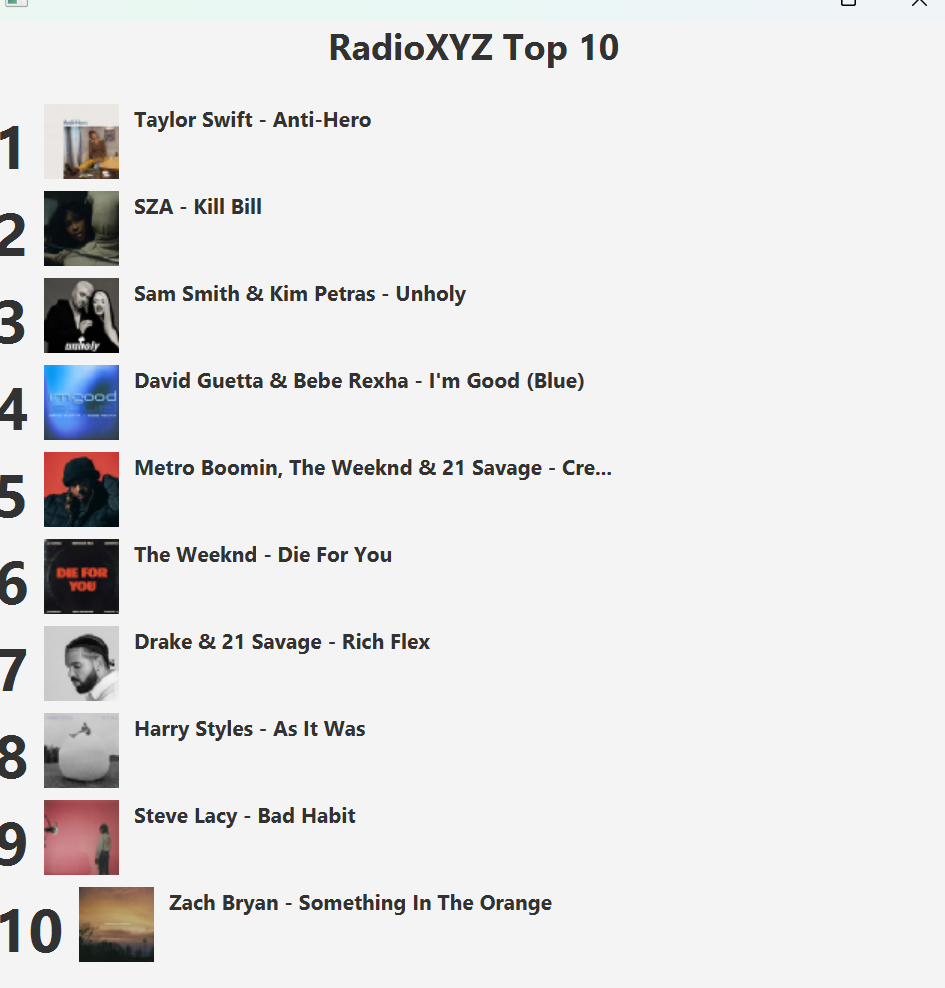 RadioXYZ Top 10
1
Taylor Swift - Anti-Hero
2
SZA - Kill Bill
3
Sam Smith & Kim Petras - Unholy
unholy
4
David Guetta & Bebe Rexha - I'm Good (Blue)
i'm good
5
Metro Boomin, The Weeknd & 21 Savage - Cre...
6
The Weeknd - Die For You
DIE FOR
YOU
7
Drake & 21 Savage - Rich Flex
8
Harry Styles - As It Was
9
Steve Lacy - Bad Habit
10
Zach Bryan - Something In The Orange